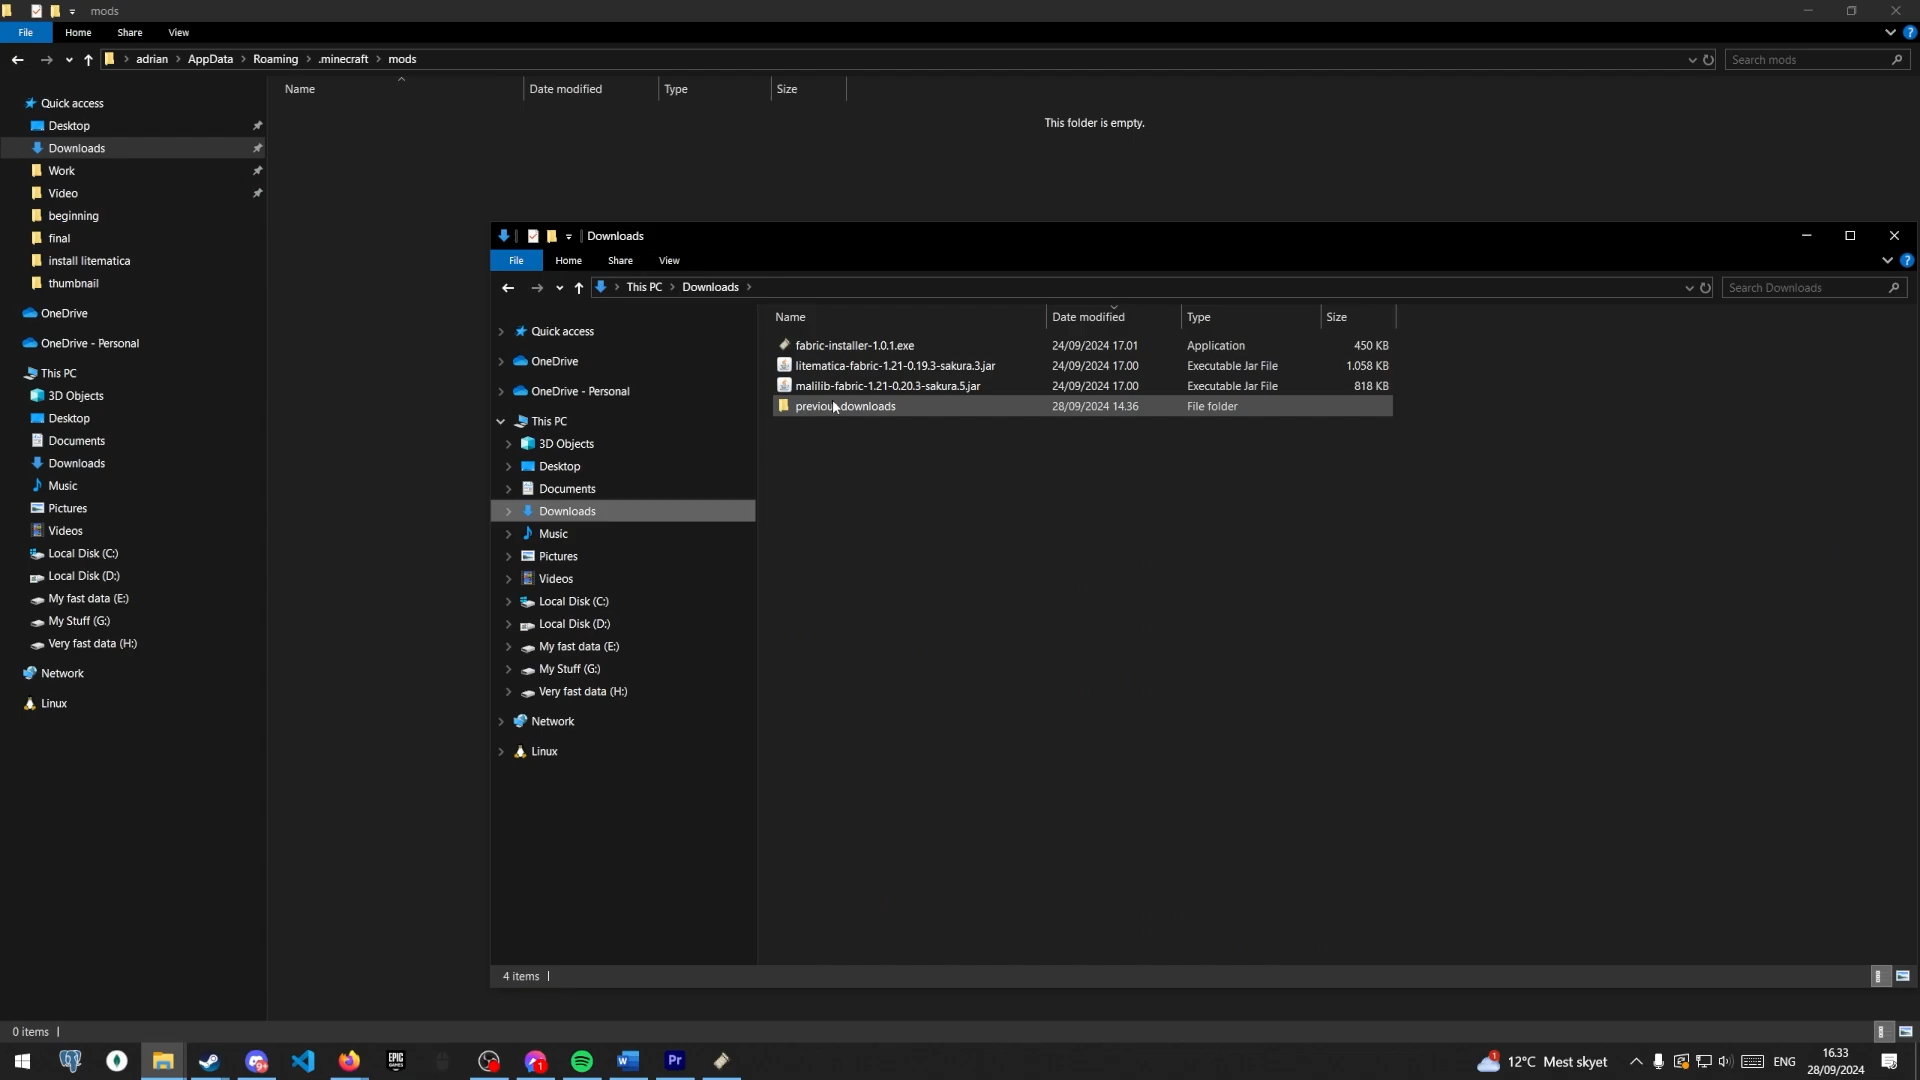 mods
File Home Share View
adrian > AppData > Roaming > .minecraft > mods
Search mods
Name Date modified Type Size
This folder is empty.
Quick access
Desktop
Downloads
Work
Video
beginning
final
install litematica
thumbnail
OneDrive
OneDrive - Personal
This PC
3D Objects
Desktop
Documents
Downloads
Music
Pictures
Videos
Local Disk (C:)
Local Disk (D:)
My fast data (E:)
My Stuff (G:)
Very fast data (H:)
Network
Linux
0 items
Downloads
File Home Share View
This PC > Downloads >
Search Downloads
Quick access
OneDrive
OneDrive - Personal
This PC
3D Objects
Desktop
Documents
Downloads
Music
Pictures
Videos
Local Disk (C:)
Local Disk (D:)
My fast data (E:)
My Stuff (G:)
Very fast data (H:)
Network
Linux
Name Date modified Type Size
fabric-installer-1.0.1.exe 24/09/2024 17.01 Application 450 KB
litematica-fabric-1.21-0.19.3-sakura.3.jar 24/09/2024 17.00 Executable Jar File 1.058 KB
malilib-fabric-1.21-0.20.3-sakura.5.jar 24/09/2024 17.00 Executable Jar File 818 KB
previous downloads 28/09/2024 14.36 File folder
4 items
EPIC GAMES
1
Pr
1
12°C Mest skyet
ENG
16.33
28/09/2024